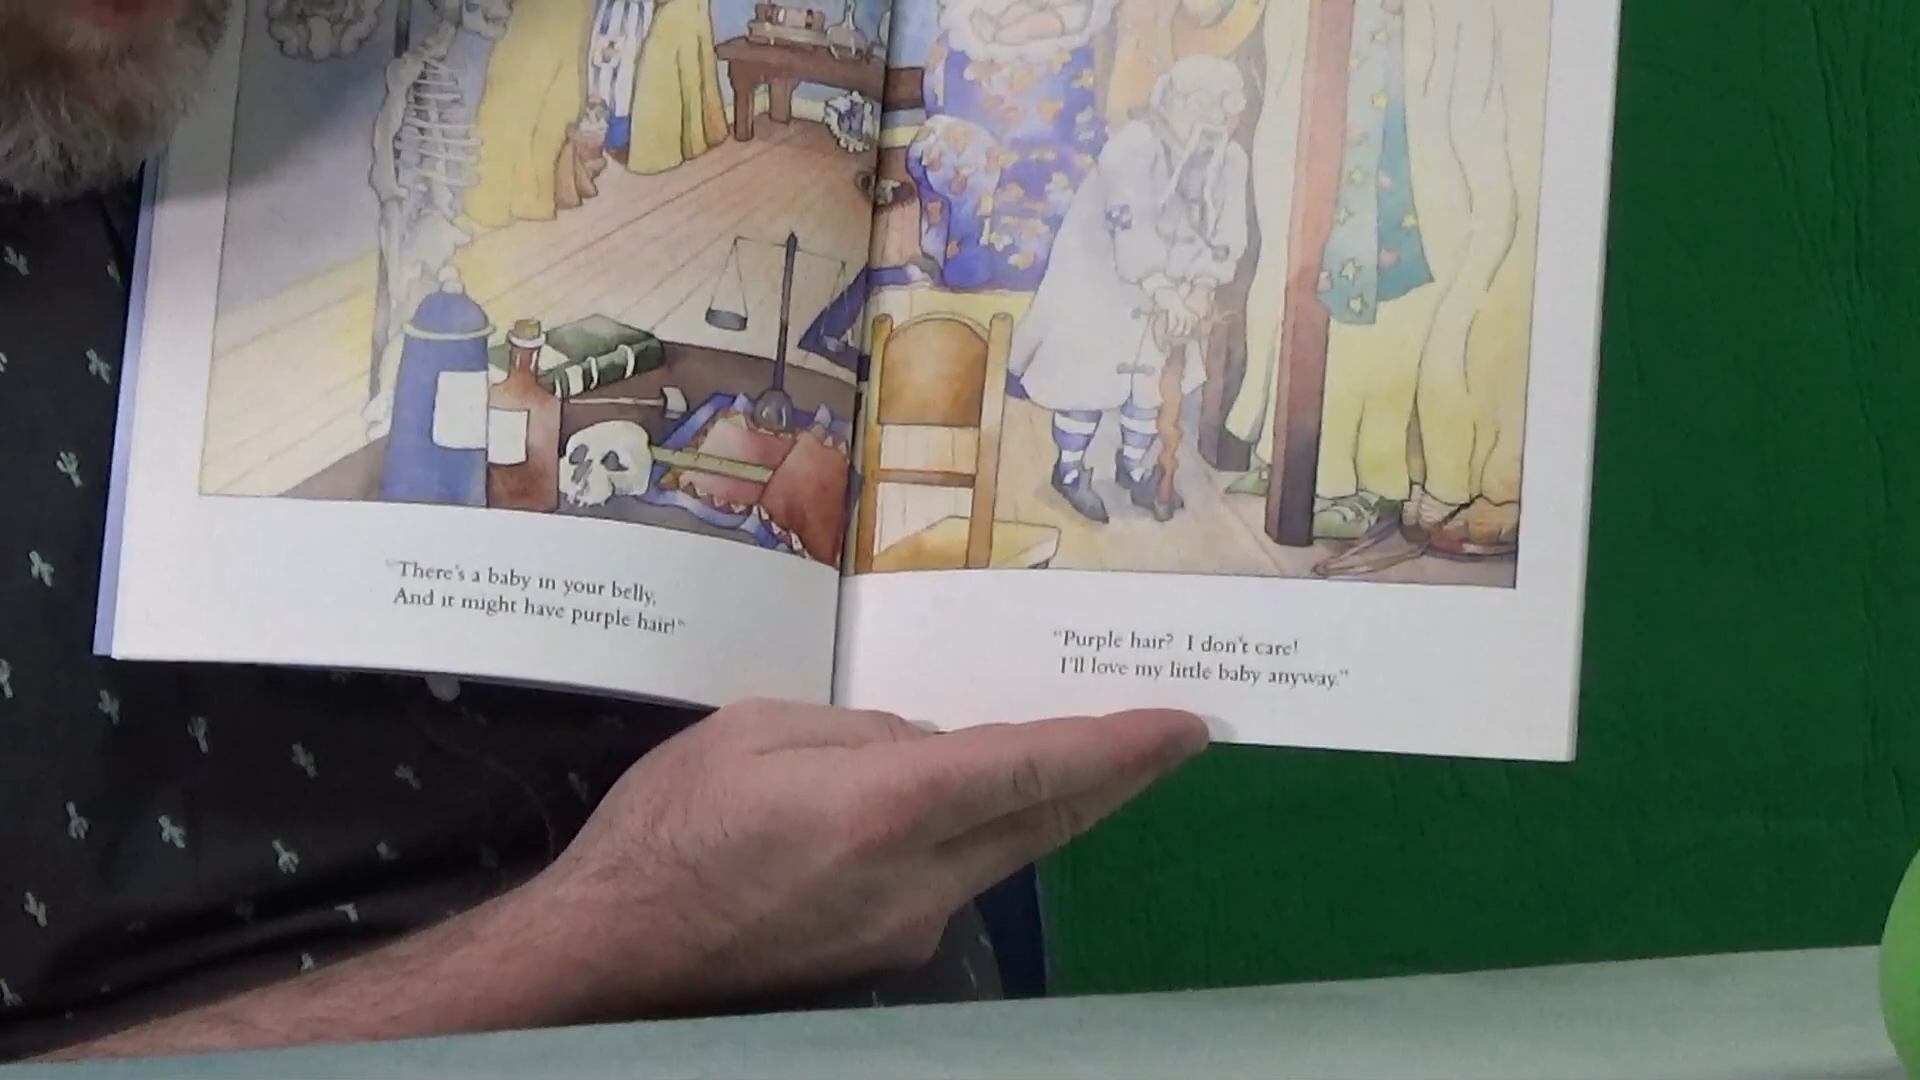 "There's a baby in your belly,
And it might have purple hair!"
"Purple hair? I don't care!
I'll love my little baby anyway."